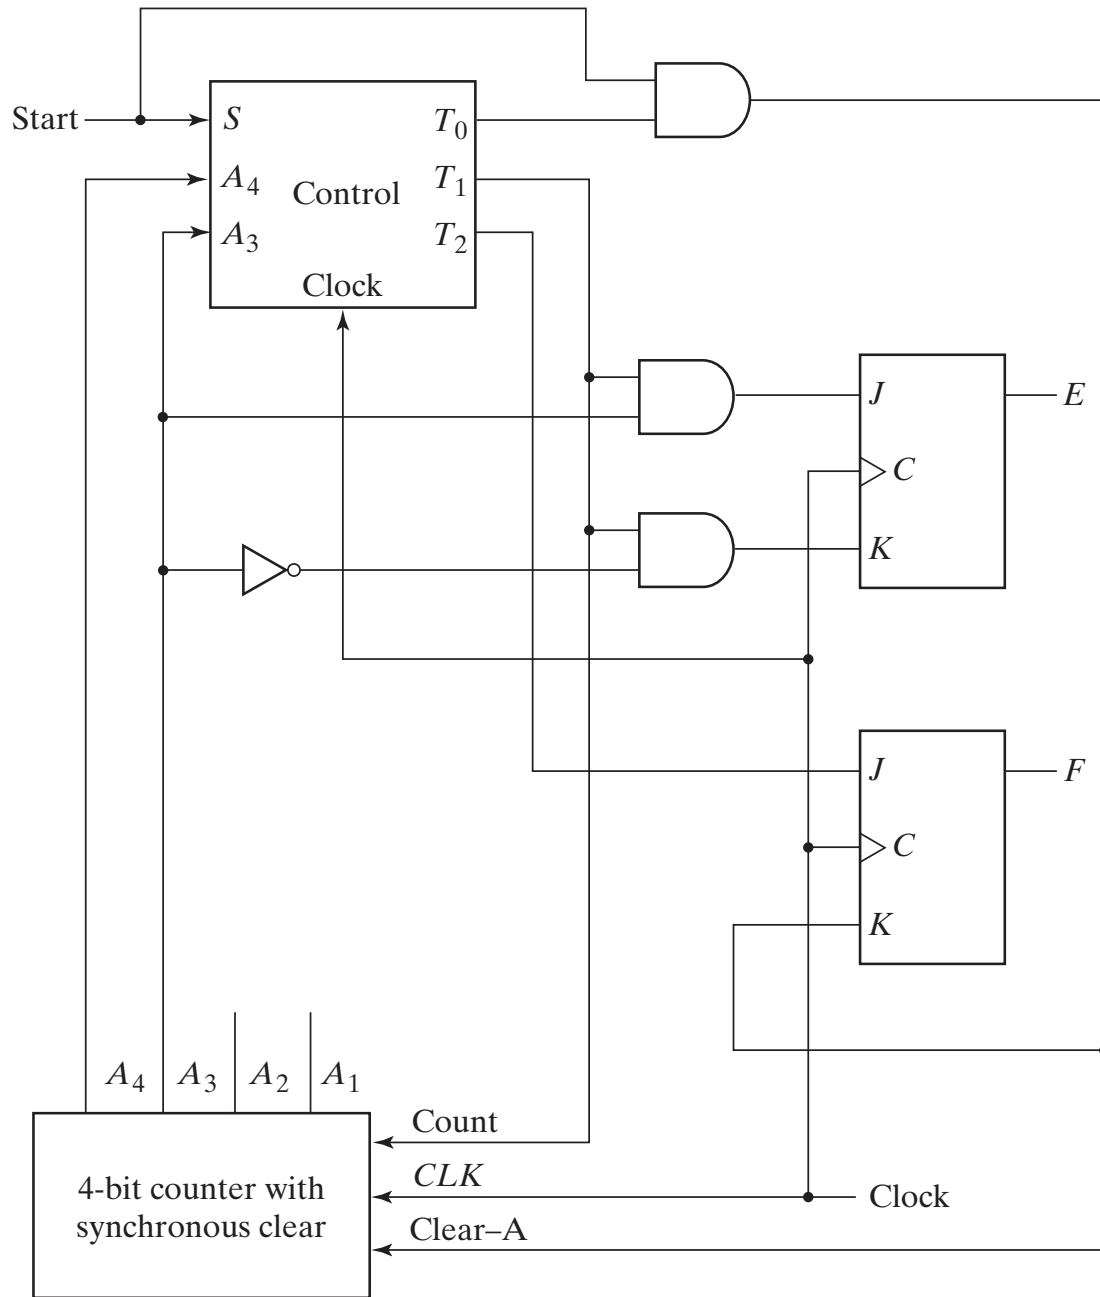 Start
S
T0
A4
T1
Control
A3
T2
Clock
J
E
C
K
J
F
C
K
A4 A3 A2 A1
Count
CLK
Clock
4-bit counter with
synchronous clear
Clear–A